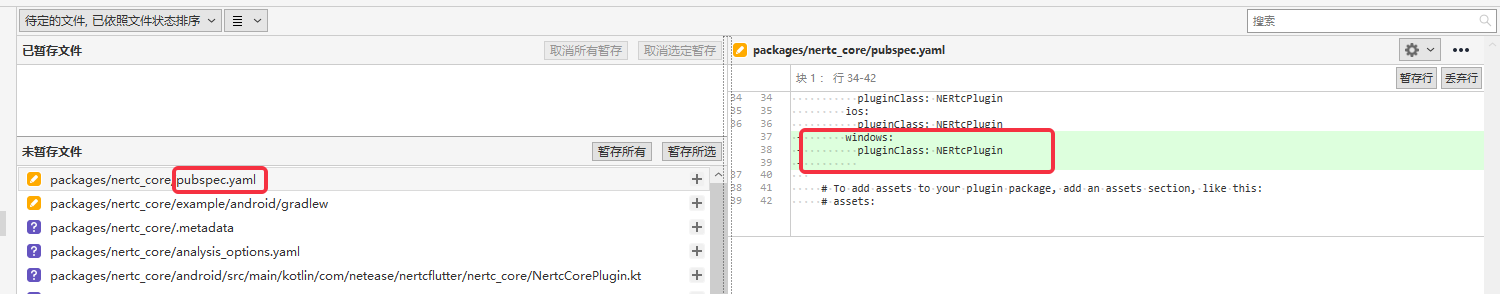 待定的文件, 已依照文件状态排序
搜索
已暂存文件
取消所有暂存
取消选定暂存
未暂存文件
暂存所有
暂存所选
packages/nertc_core/pubspec.yaml
packages/nertc_core/example/android/gradlew
packages/nertc_core/.metadata
packages/nertc_core/analysis_options.yaml
packages/nertc_core/android/src/main/kotlin/com/netease/nertcflutter/nertc_core/NertcCorePlugin.kt
packages/nertc_core/pubspec.yaml
块 1： 行 34-42
暂存行
丢弃行
34 34 pluginClass: NERtcPlugin
35 35 ios:
36 36 pluginClass: NERtcPlugin
37 + windows:
38 + pluginClass: NERtcPlugin
39 +
37 40
38 41 # To add assets to your plugin package, add an assets section, like this:
39 42 # assets: